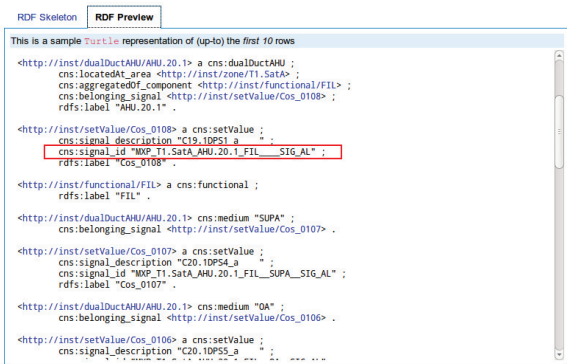 RDF Skeleton RDF Preview
This is a sample Turtle representation of (up-to) the first 10 rows
<http://inst/dualDuctAHU/AHU.20.1> a cns:dualDuctAHU ;
cns:locatedAt_area <http://inst/zone/T1.SatA> ;
cns:aggregatedOf_component <http://inst/functional/FIL> ;
cns:belonging_signal <http://inst/setValue/Cos_0108> ;
rdfs:label "AHU.20.1" .
<http://inst/setValue/Cos_0108> a cns:setValue ;
cns:signal_description "C19.1DPS1_a    " ;
cns:signal_id "MXP_T1.SatA_AHU.20.1_FIL____SIG_AL" ;
rdfs:label "Cos_0108" .
<http://inst/functional/FIL> a cns:functional ;
rdfs:label "FIL" .
<http://inst/dualDuctAHU/AHU.20.1> cns:medium "SUPA" ;
cns:belonging_signal <http://inst/setValue/Cos_0107> .
<http://inst/setValue/Cos_0107> a cns:setValue ;
cns:signal_description "C20.1DPS4_a    " ;
cns:signal_id "MXP_T1.SatA_AHU.20.1_FIL__SUPA__SIG_AL" ;
rdfs:label "Cos_0107" .
<http://inst/dualDuctAHU/AHU.20.1> cns:medium "OA" ;
cns:belonging_signal <http://inst/setValue/Cos_0106> .
<http://inst/setValue/Cos_0106> a cns:setValue ;
cns:signal_description "C20.1DPS5_a    " ;